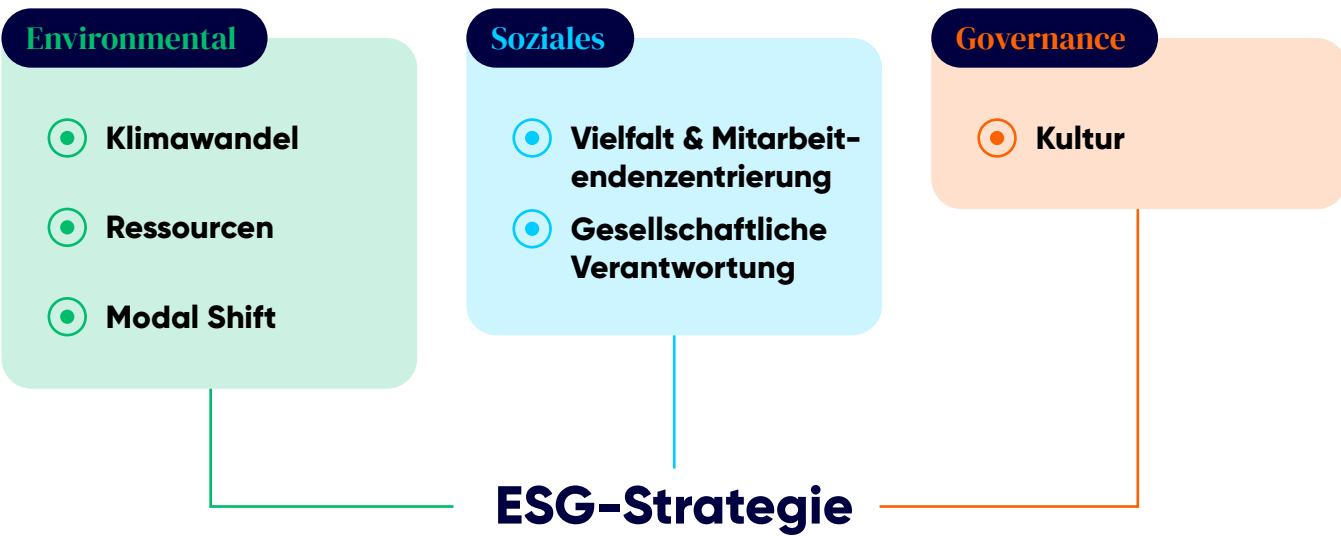 Environmental
Klimawandel
Ressourcen
Modal Shift
Soziales
Vielfalt & Mitarbeit-
endenzentrierung
Gesellschaftliche
Verantwortung
Governance
Kultur
ESG-Strategie